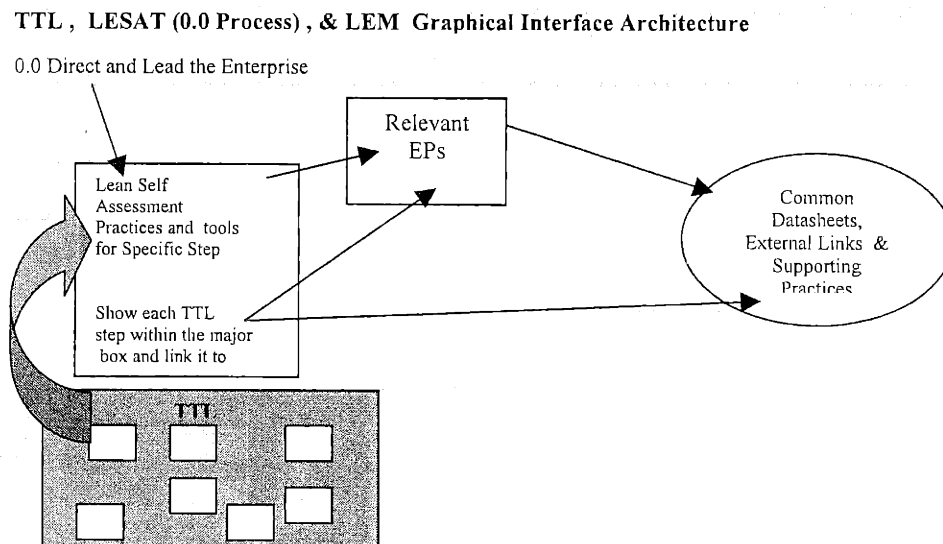 TTL , LESAT (0.0 Process) , & LEM Graphical Interface Architecture
0.0 Direct and Lead the Enterprise
Relevant
EPs
Lean Self
Assessment
Practices and tools
for Specific Step
Common
Datasheets,
External Links &
Supporting
Practices
Show each TTL
step within the major
box and link it to
TTL